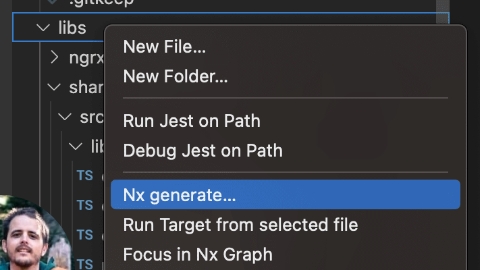 .gitkeep
libs
New File...
ngrx
New Folder...
shar
src
Run Jest on Path
lib
Debug Jest on Path
TS
Nx generate...
TS
Run Target from selected file
TS
Focus in Nx Graph
TS